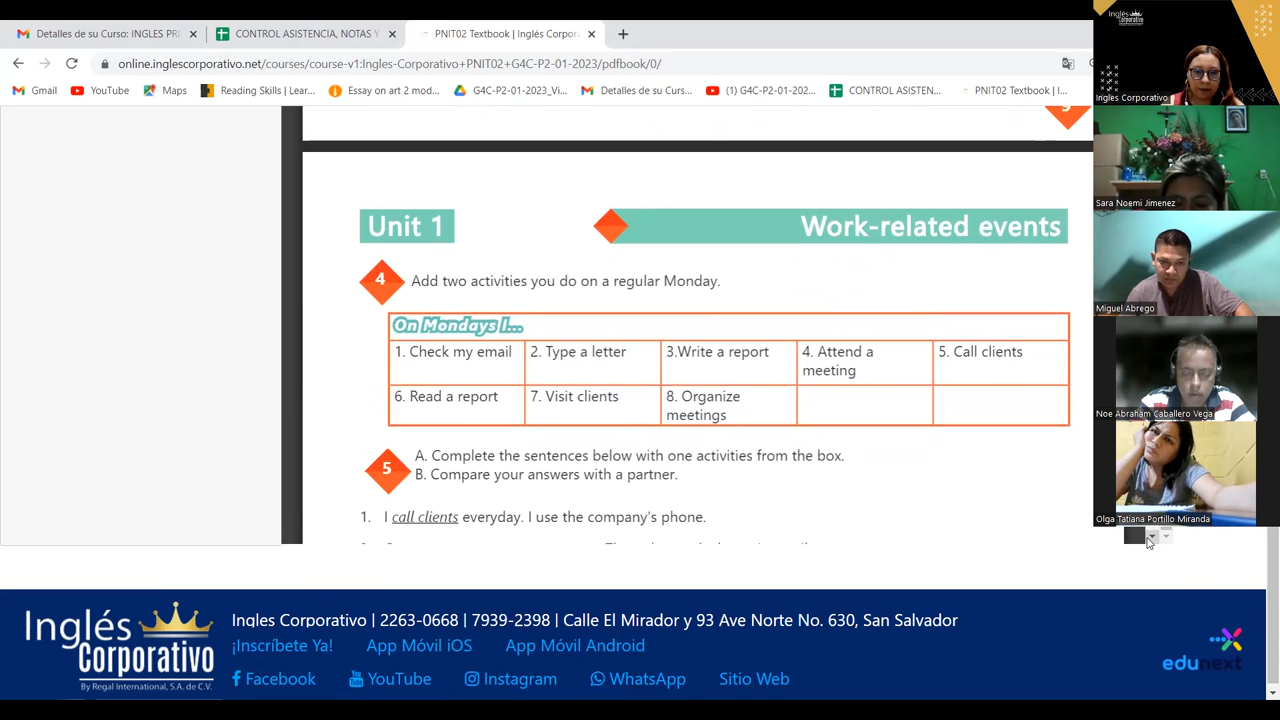 Detalles de su Curso: INGLES PRI
CONTROL ASISTENCIA, NOTAS Y
PNIT02 Textbook | Inglés Corpor
online.inglescorporativo.net/courses/course-v1:Ingles-Corporativo+PNIT02+G4C-P2-01-2023/pdfbook/0/
Gmail YouTube Maps Reading Skills | Lear... Essay on art 2 mod... G4C-P2-01-2023_Vi... Detalles de su Curs... (1) G4C-P2-01-202... CONTROL ASISTEN... PNIT02 Textbook | I...
Unit 1
Work-related events
4 Add two activities you do on a regular Monday.
On Mondays I...
1. Check my email 2. Type a letter 3.Write a report 4. Attend a meeting 5. Call clients
6. Read a report 7. Visit clients 8. Organize meetings
5 A. Complete the sentences below with one activities from the box.
B. Compare your answers with a partner.
1. I call clients everyday. I use the company's phone.
Inglés Corporativo
Ingles Corporativo
Sara Noemi Jimenez
Miguel Abrego
Noe Abraham Caballero Vega
Olga Tatiana Portillo Miranda
Inglés Corporativo
By Regal International, S.A. de C.V.
Ingles Corporativo | 2263-0668 | 7939-2398 | Calle El Mirador y 93 Ave Norte No. 630, San Salvador
¡Inscríbete Ya! App Móvil iOS App Móvil Android
Facebook YouTube Instagram WhatsApp Sitio Web
edunext